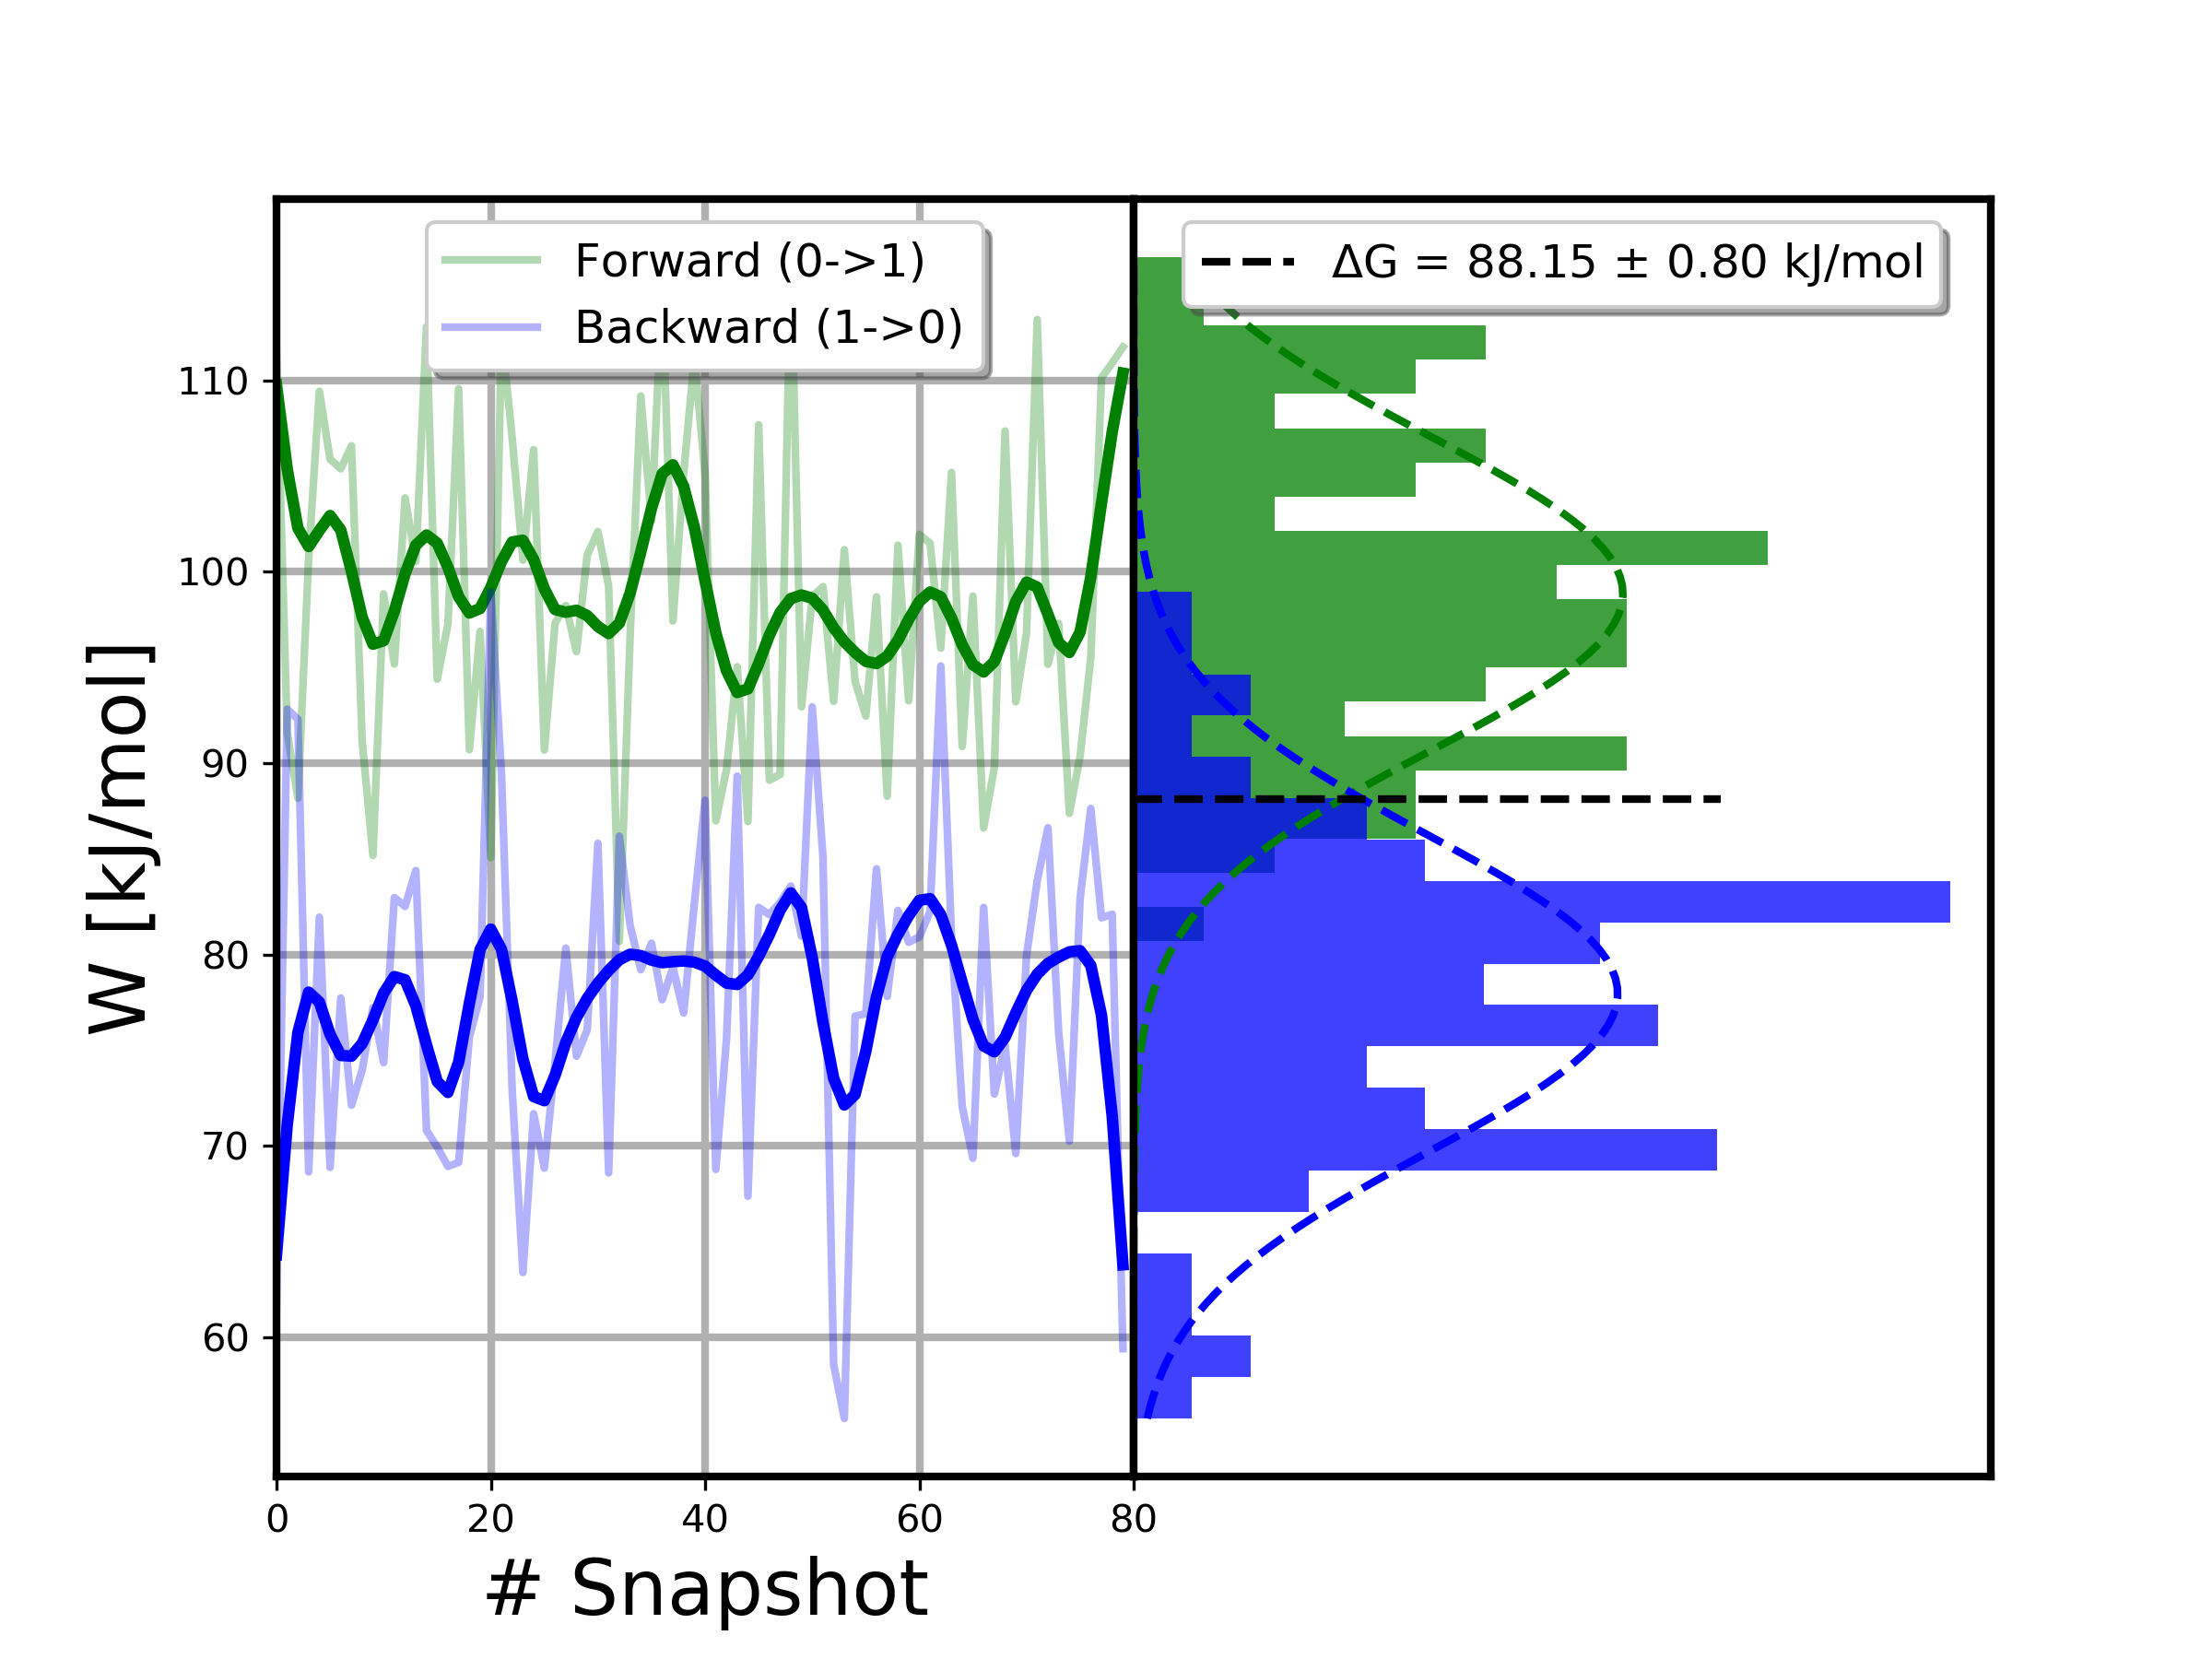 Forward (0->1)
Backward (1->0)
ΔG = 88.15 ± 0.80 kJ/mol
110
100
90
80
70
60
W [kJ/mol]
0
20
40
60
80
# Snapshot